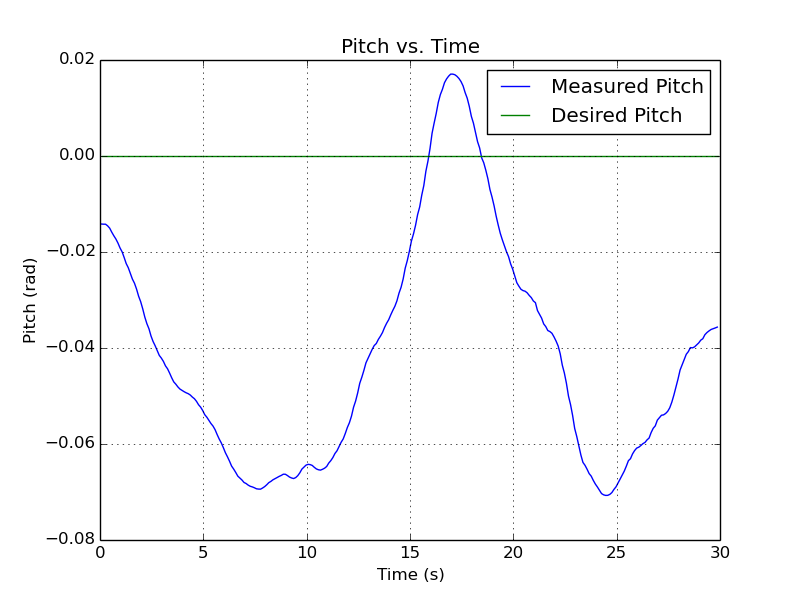 Pitch vs. Time
Measured Pitch
Desired Pitch
0.02
0.00
−0.02
−0.04
−0.06
−0.08
Pitch (rad)
0 5 10 15 20 25 30
Time (s)